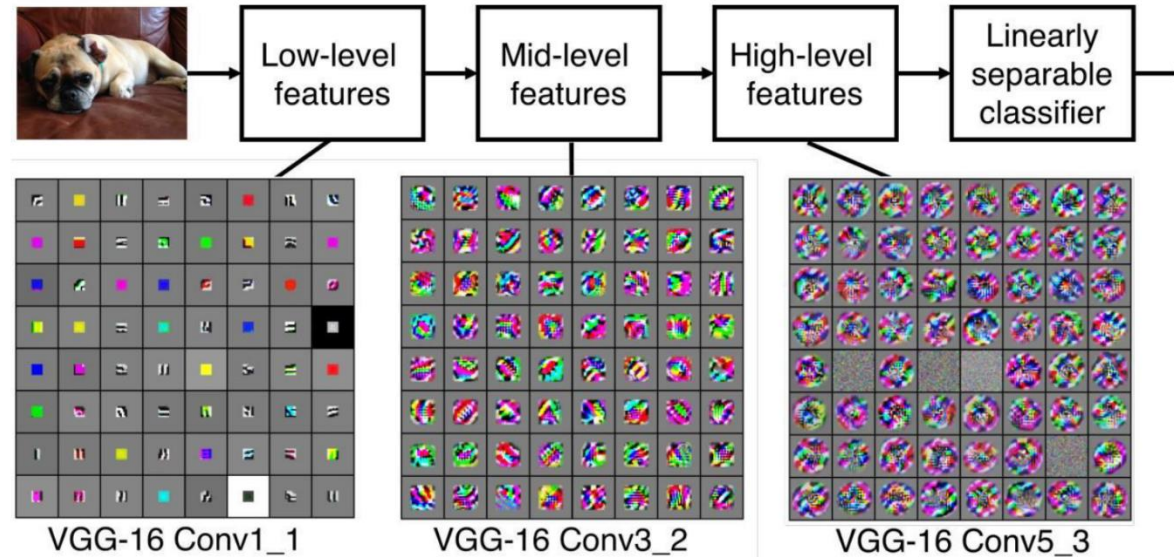 Low-level
features
Mid-level
features
High-level
features
Linearly
separable
classifier
VGG-16 Conv1_1
VGG-16 Conv3_2
VGG-16 Conv5_3